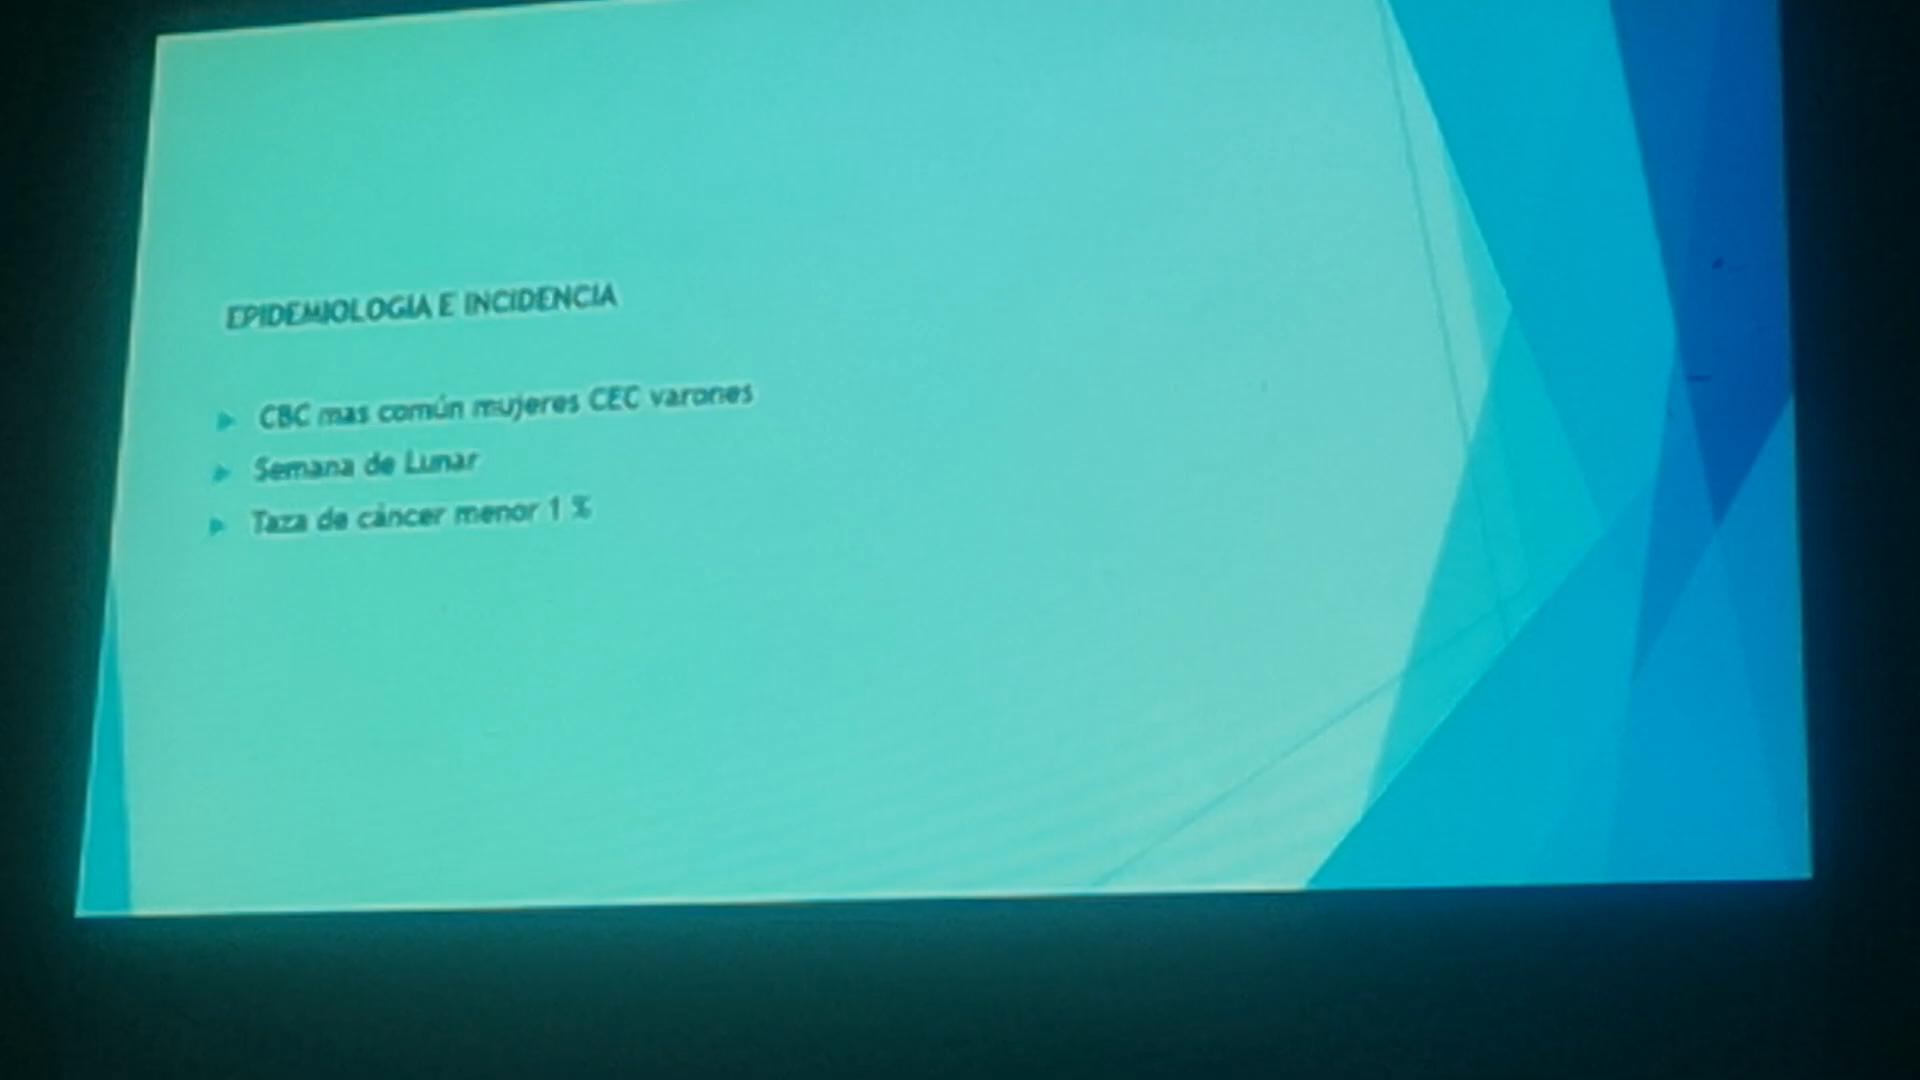 EPIDEMIOLOGIA E INCIDENCIA
CBC mas común mujeres CEC varones
Semana de Lunar
Taza de cáncer menor 1 %